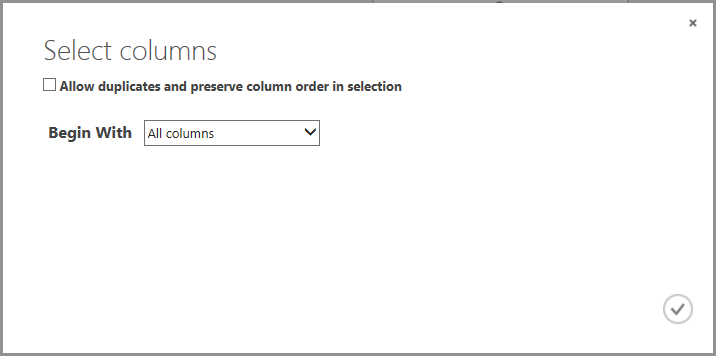 Select columns
Allow duplicates and preserve column order in selection
Begin With All columns